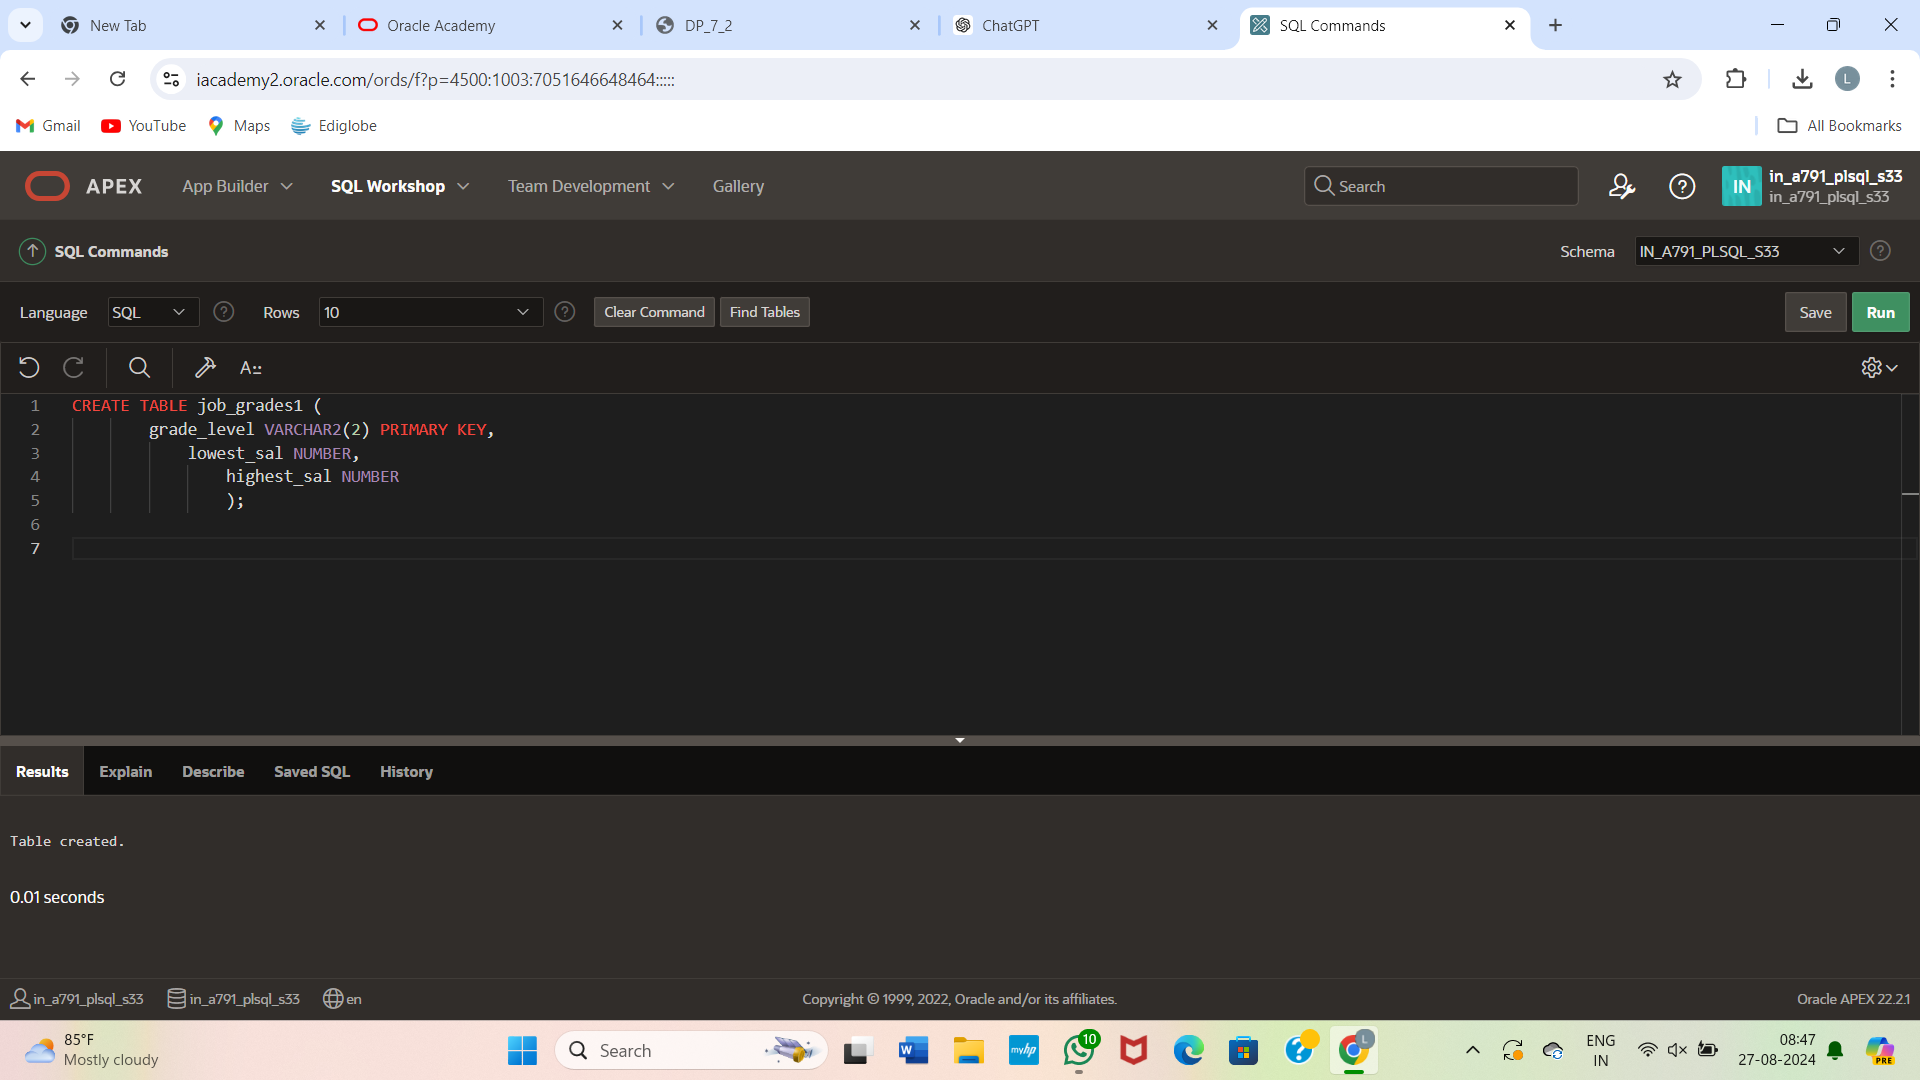 New Tab
Oracle Academy
DP_7_2
ChatGPT
SQL Commands
iacademy2.oracle.com/ords/f?p=4500:1003:7051646648464:::::
L
Gmail
YouTube
Maps
Ediglobe
All Bookmarks
APEX
App Builder
SQL Workshop
Team Development
Gallery
Search
IN
in_a791_plsql_s33
in_a791_plsql_s33
SQL Commands
Schema
IN_A791_PLSQL_S33
Language
SQL
Rows
10
Clear Command
Find Tables
Save
Run
A::
1 CREATE TABLE job_grades1 (
2 grade_level VARCHAR2(2) PRIMARY KEY,
3 lowest_sal NUMBER,
4 highest_sal NUMBER
5 );
6
7
Results
Explain
Describe
Saved SQL
History
Table created.
0.01 seconds
in_a791_plsql_s33
in_a791_plsql_s33
en
Copyright © 1999, 2022, Oracle and/or its affiliates.
Oracle APEX 22.2.1
85°F
Mostly cloudy
Search
W
myhp
10
L
ENG
IN
08:47
27-08-2024
PRE